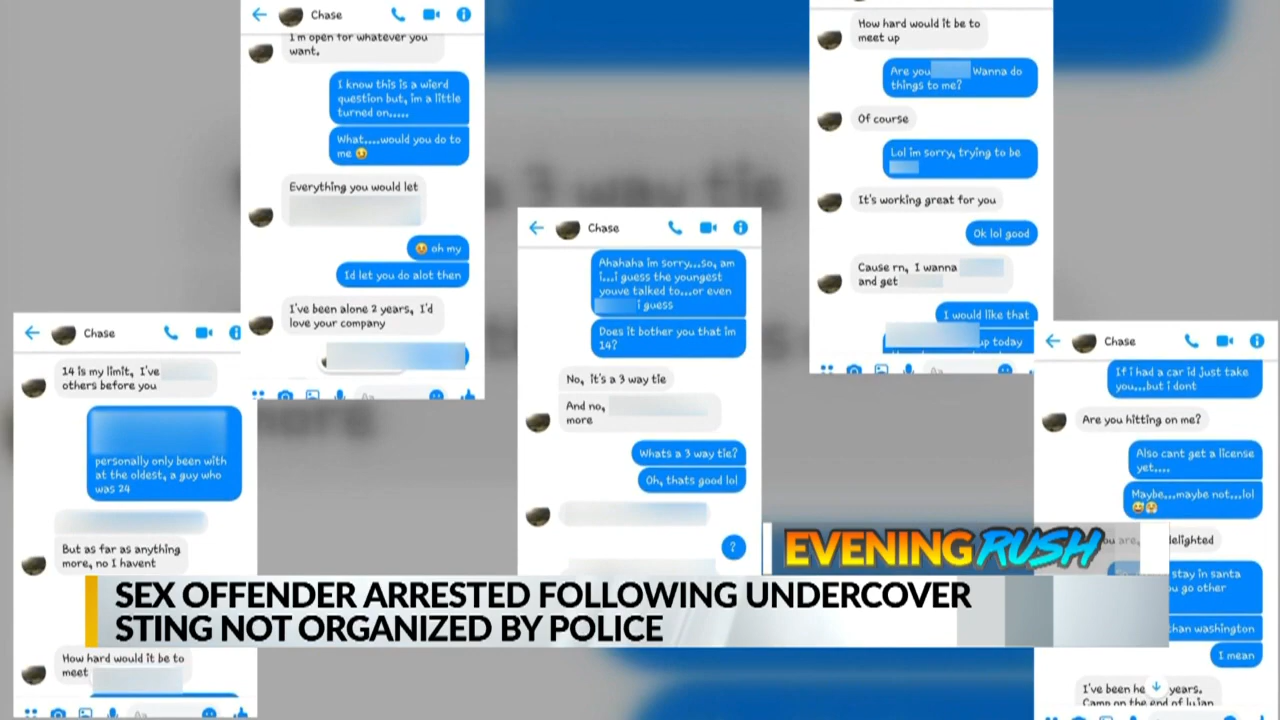 Chase
14 is my limit, I've
others before you
personally only been with
at the oldest, a guy who
was 24
But as far as anything
more, no I havent
How hard would it be to
meet
Aa
Chase
I'm open for whatever you
want.
I know this is a wierd
question but, im a little
turned on.....
What....would you do to
me 😉
Everything you would let
oh my
Id let you do alot then
I've been alone 2 years, I'd
love your company
Aa
Chase
Ahahaha im sorry...so, am
i...i guess the youngest
youve talked to...or even
i guess
Does it bother you that im
14?
No, it's a 3 way tie
And no,
more
Whats a 3 way tie?
Oh, thats good lol
?
How hard would it be to
meet up
Are you Wanna do
things to me?
Of course
Lol im sorry, trying to be
It's working great for you
Ok lol good
Cause rn, I wanna
and get
I would like that
up today
Aa
Chase
If i had a car id just take
you...but i dont
Are you hitting on me?
Also cant get a license
yet....
Maybe...maybe not...lol
😅
you are, delighted
stay in santa
you go other
than washington
I mean
I've been he years.
Camp on the end of lujan
3 way tie
more
EVENING RUSH
SEX OFFENDER ARRESTED FOLLOWING UNDERCOVER
STING NOT ORGANIZED BY POLICE